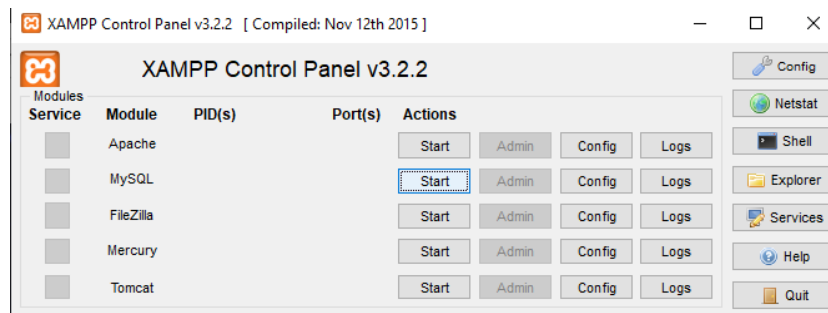 XAMPP Control Panel v3.2.2 [ Compiled: Nov 12th 2015 ]
XAMPP Control Panel v3.2.2
Config
Modules
Service Module PID(s) Port(s) Actions
Netstat
Apache Start Admin Config Logs
Shell
MySQL Start Admin Config Logs
Explorer
FileZilla Start Admin Config Logs
Services
Mercury Start Admin Config Logs
Help
Tomcat Start Admin Config Logs
Quit